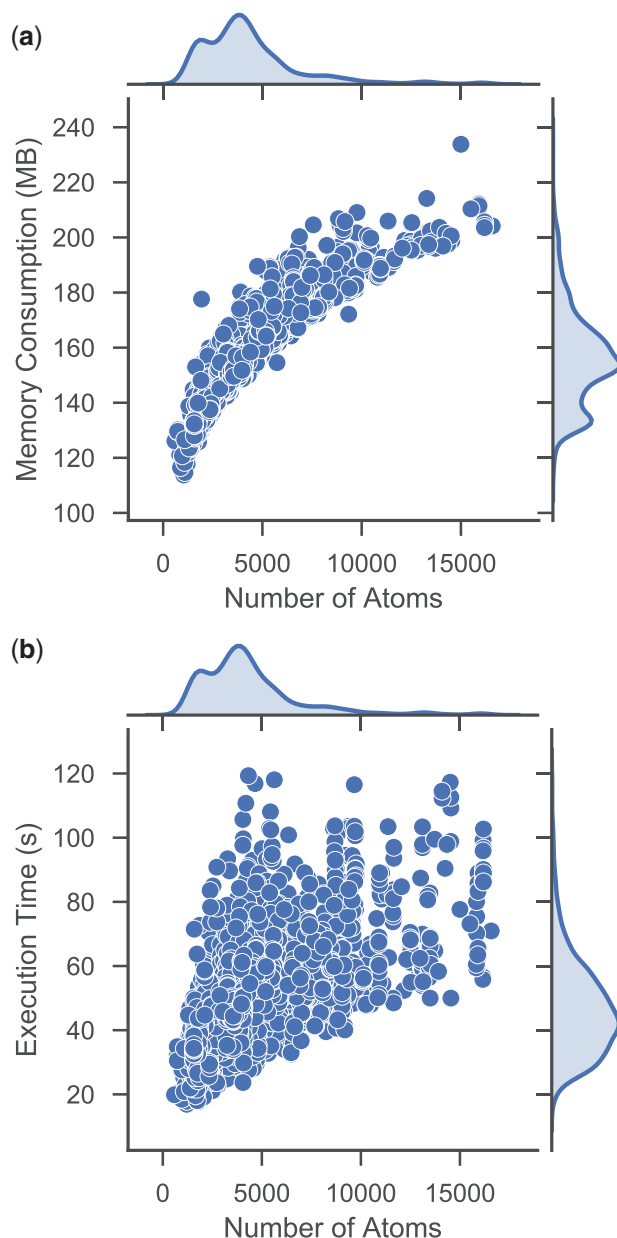 (a)
Memory Consumption (MB)
240
220
200
180
160
140
120
100
0 5000 10000 15000
Number of Atoms
(b)
Execution Time (s)
120
100
80
60
40
20
0 5000 10000 15000
Number of Atoms